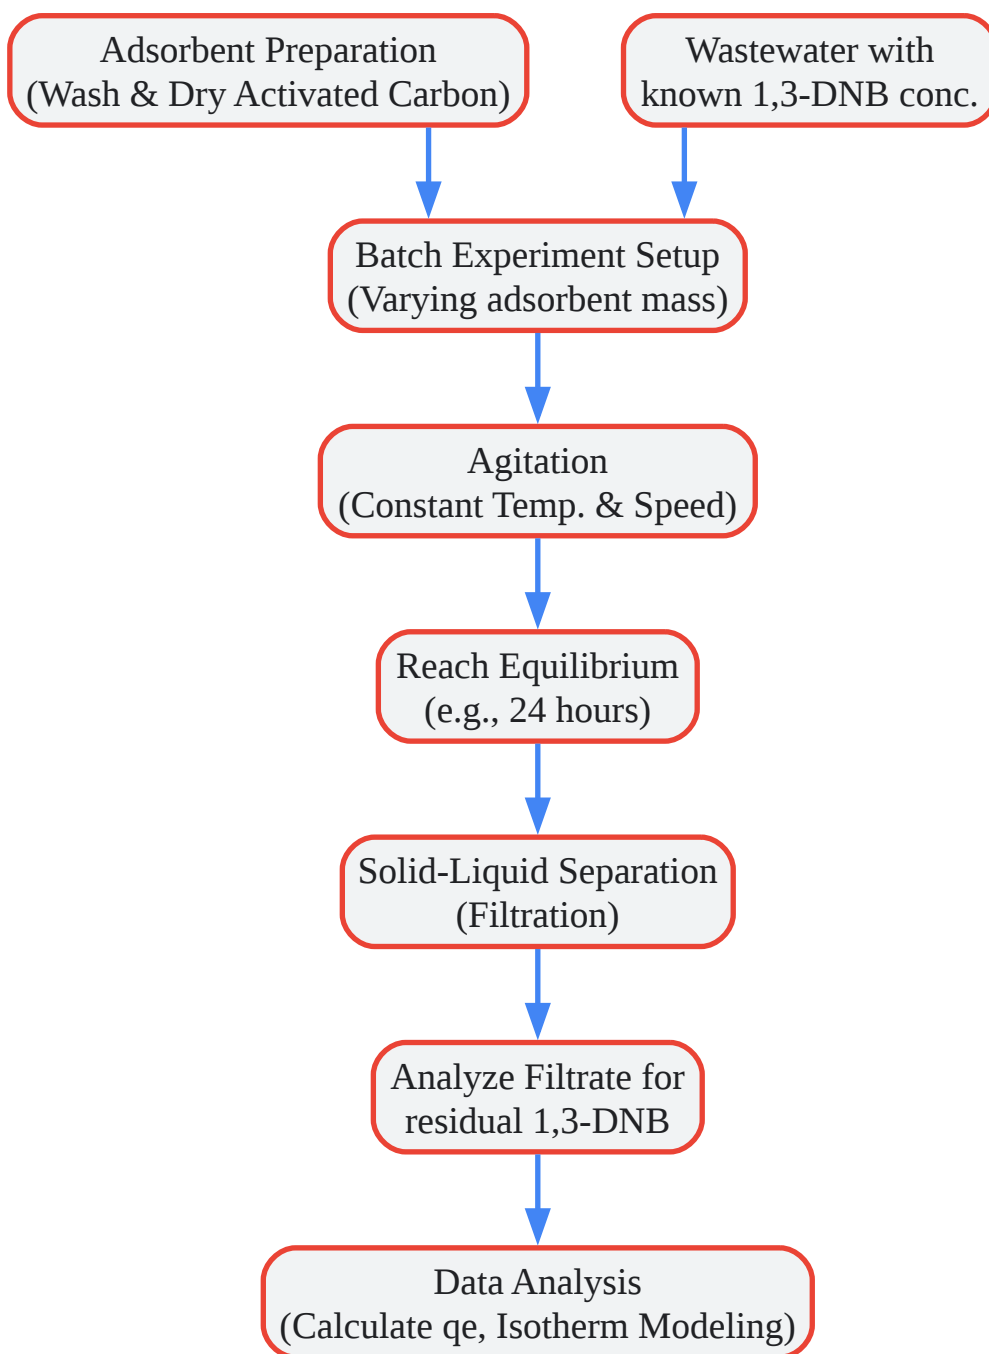 Adsorbent Preparation
(Wash & Dry Activated Carbon)
Wastewater with
known 1,3-DNB conc.
Batch Experiment Setup
(Varying adsorbent mass)
Agitation
(Constant Temp. & Speed)
Reach Equilibrium
(e.g., 24 hours)
Solid-Liquid Separation
(Filtration)
Analyze Filtrate for
residual 1,3-DNB
Data Analysis
(Calculate qe, Isotherm Modeling)